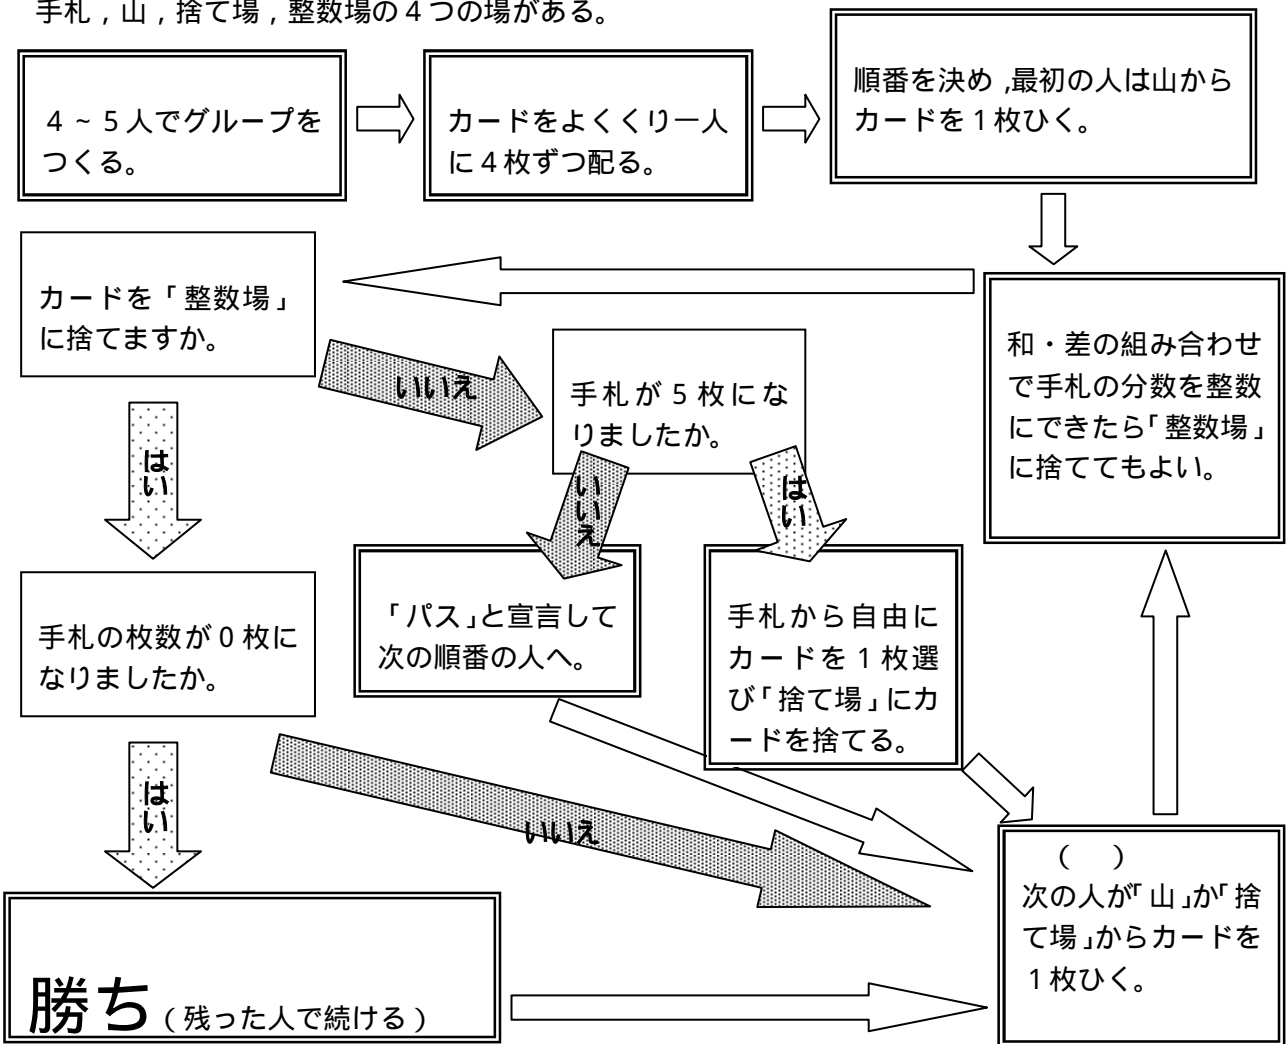 手札，山，捨て場，整数場の４つの場がある。
４～５人でグループを
つくる。
カードをよくくり一人
に４枚ずつ配る。
順番を決め，最初の人は山から
カードを１枚ひく。
和・差の組み合わせ
で手札の分数を整数
にできたら「整数場」
に捨ててもよい。
カードを「整数場」
に捨てますか。
いいえ
はい
手札が５枚にな
りましたか。
いいえ
はい
「パス」と宣言して
次の順番の人へ。
手札から自由に
カードを１枚選
び「捨て場」にカ
ードを捨てる。
手札の枚数が０枚に
なりましたか。
いいえ
はい
（　）
次の人が「山」か「捨
て場」からカードを
１枚ひく。
勝ち（残った人で続ける）